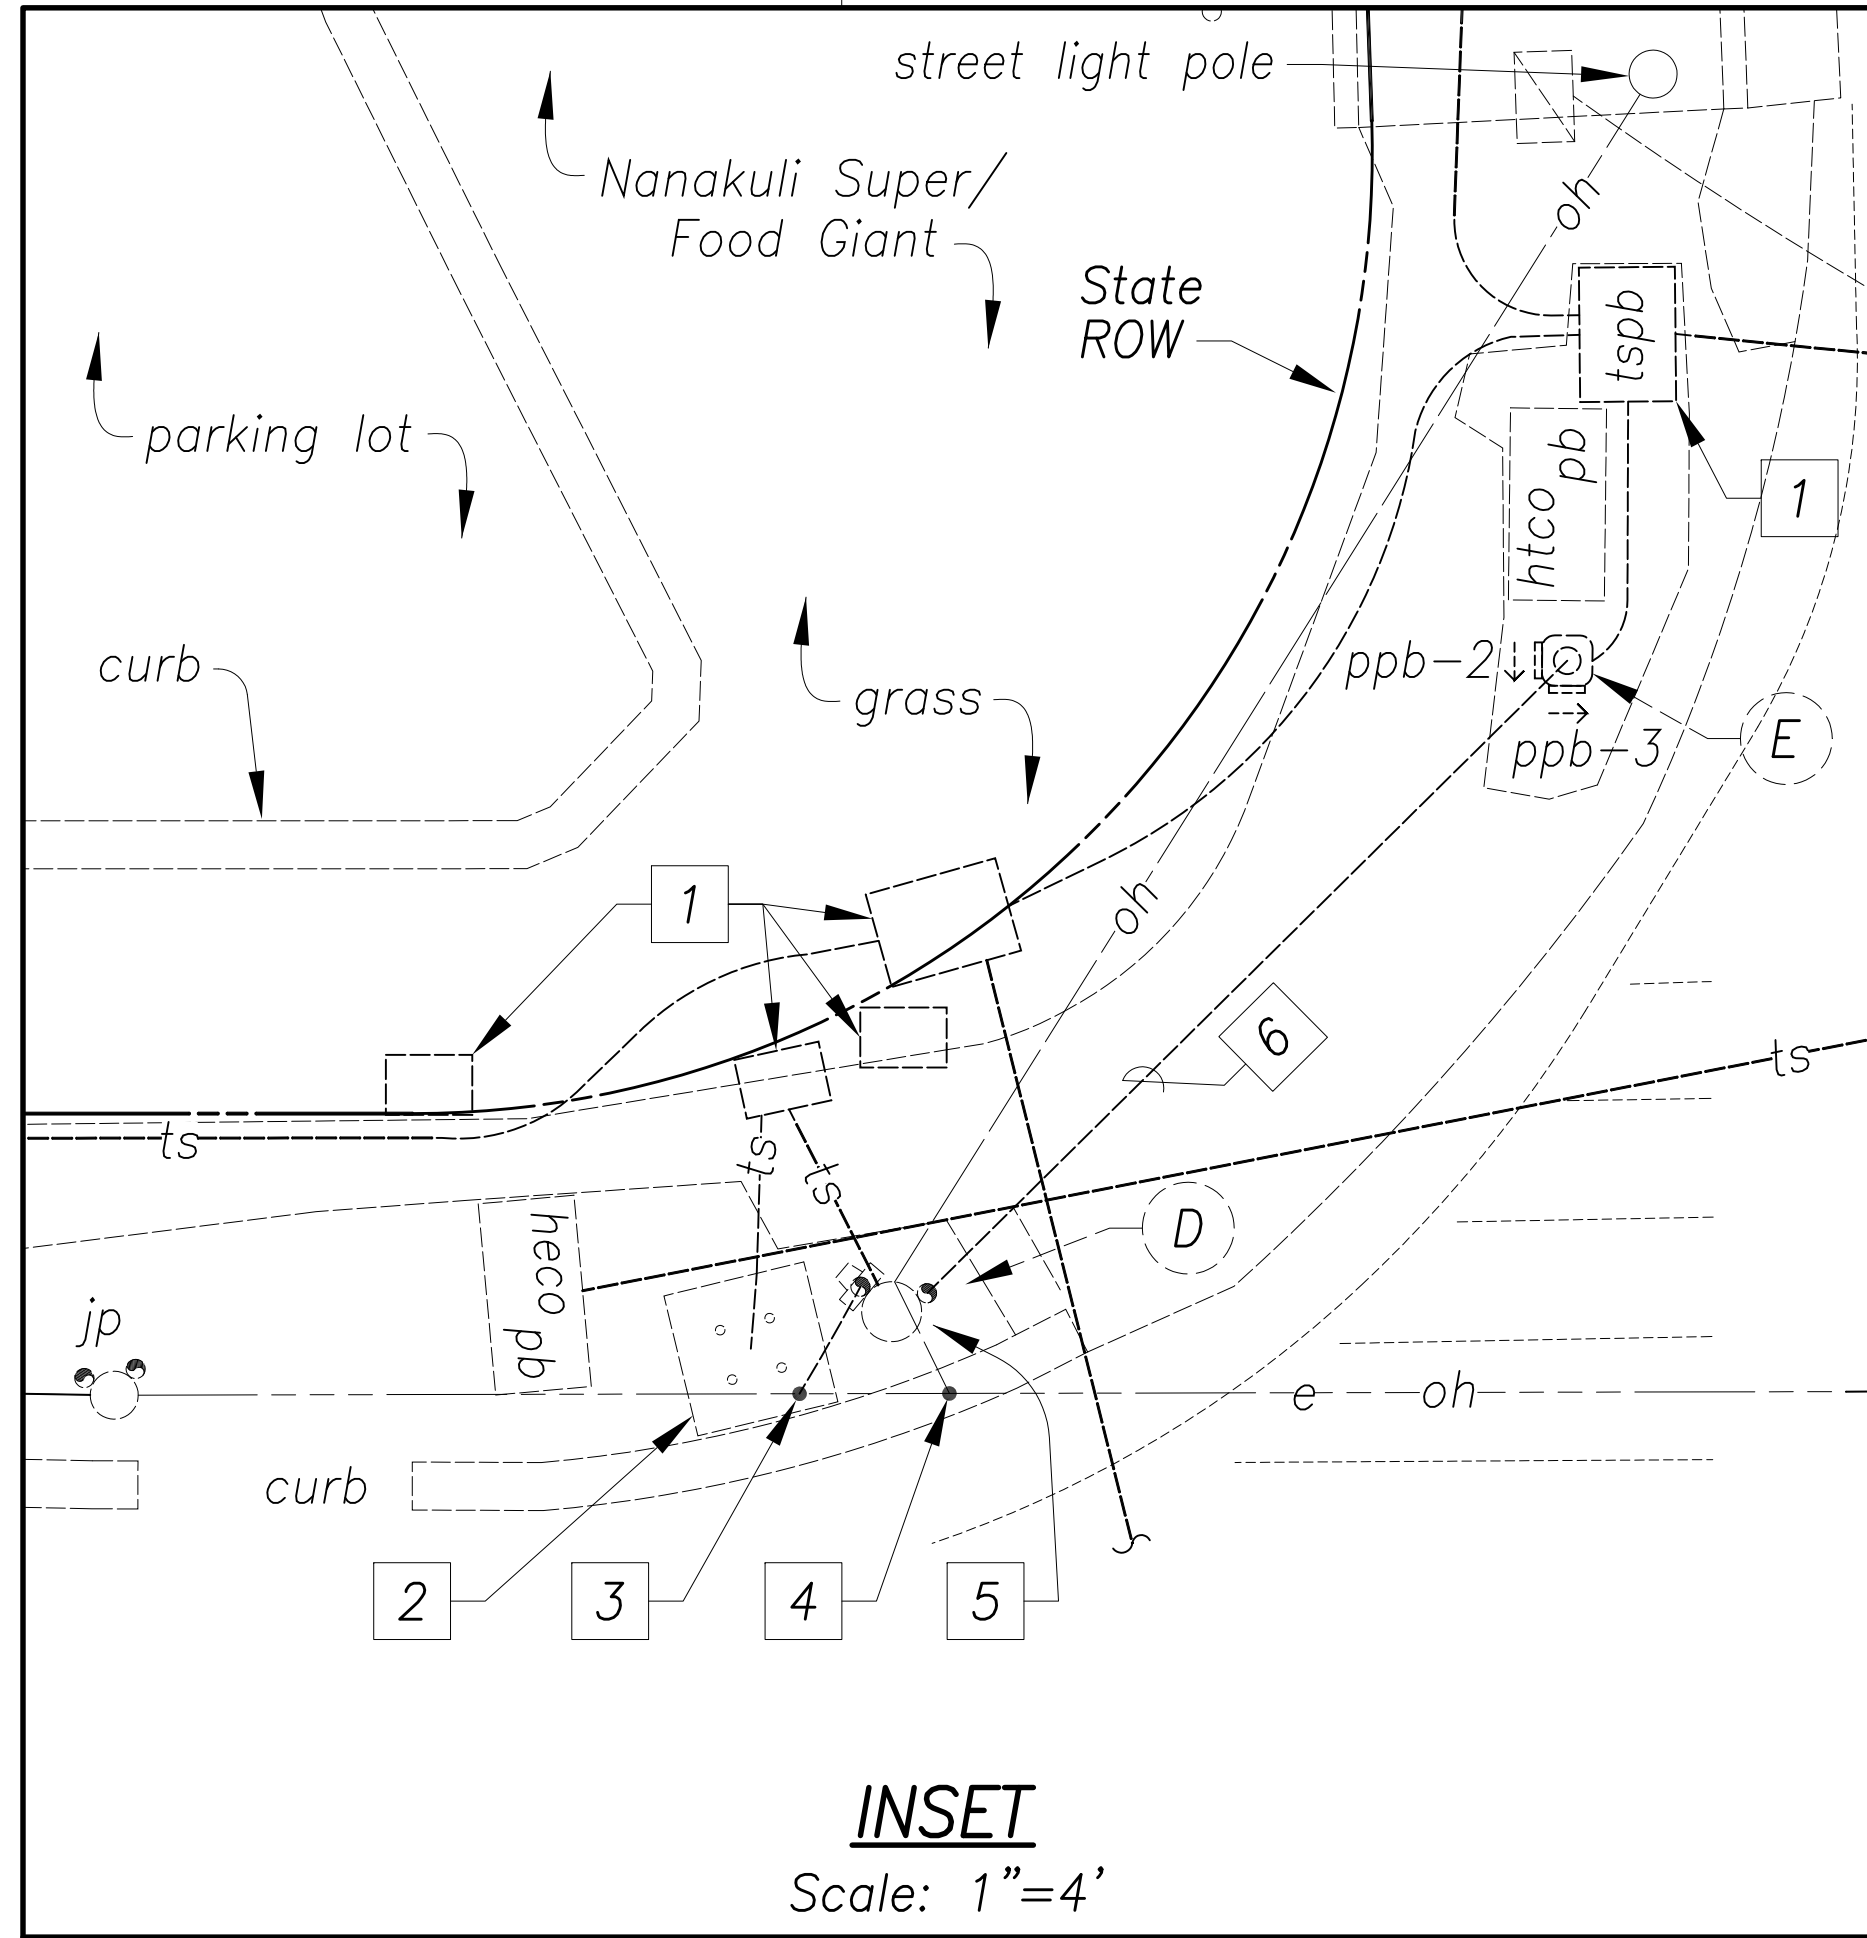 street light pole
Nanakuli Super/
Food Giant
oh
State
ROW
tspb
parking lot
htco pb
1
curb
ppb-2
grass
ppb-3
E
1
oh
6
ts
ts
ts
ts
heco pb
D
jp
e
oh
curb
2
3
4
5
INSET
Scale: 1"=4'